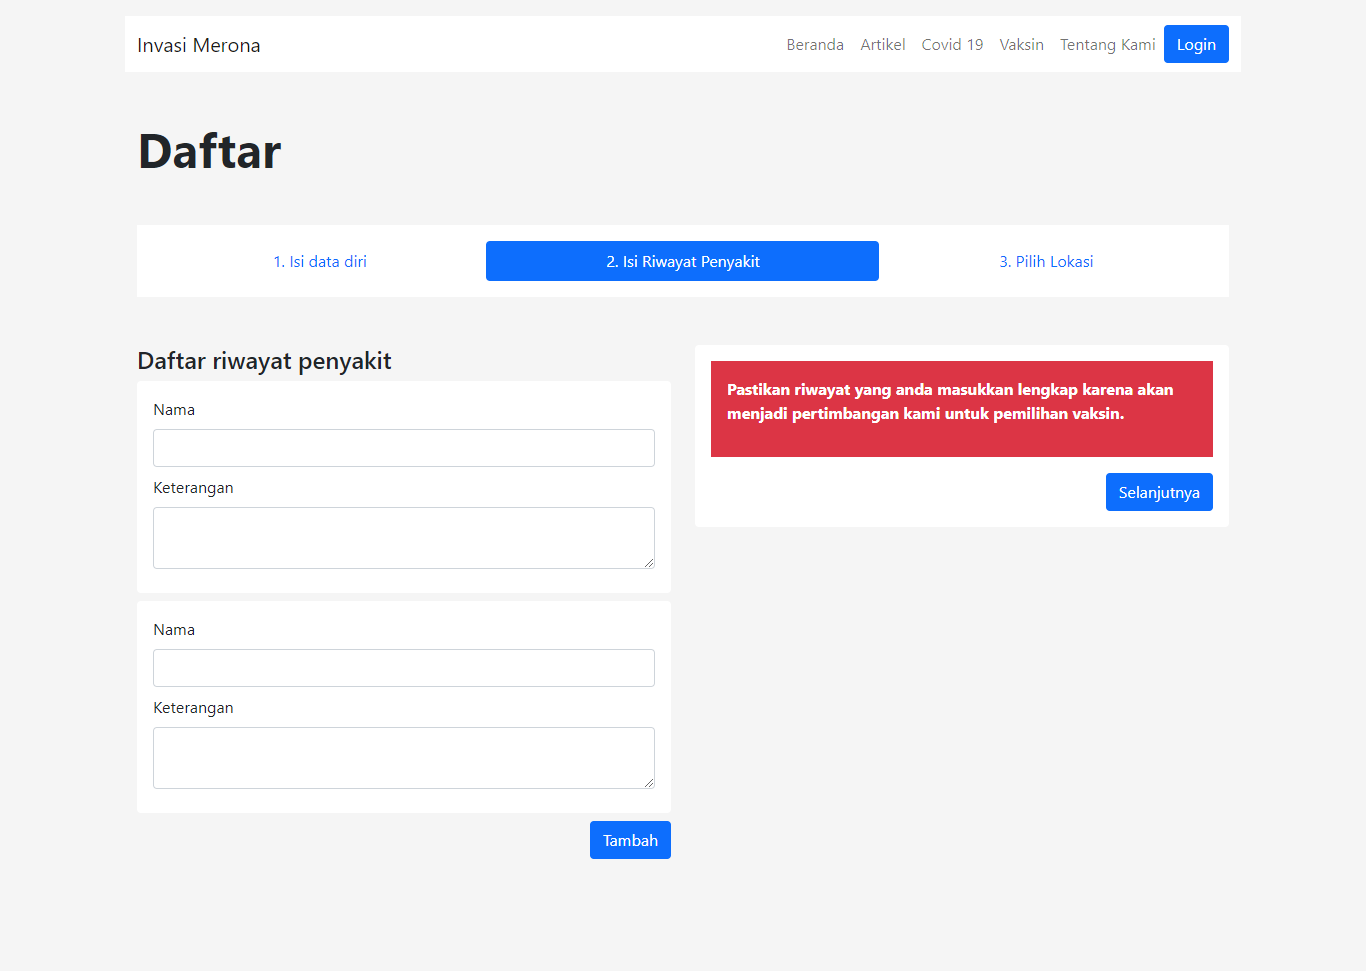 Invasi Merona
Beranda
Artikel
Covid 19
Vaksin
Tentang Kami
Login
Daftar
1. Isi data diri
2. Isi Riwayat Penyakit
3. Pilih Lokasi
Daftar riwayat penyakit
Nama
Keterangan
Nama
Keterangan
Tambah
Pastikan riwayat yang anda masukkan lengkap karena akan
menjadi pertimbangan kami untuk pemilihan vaksin.
Selanjutnya